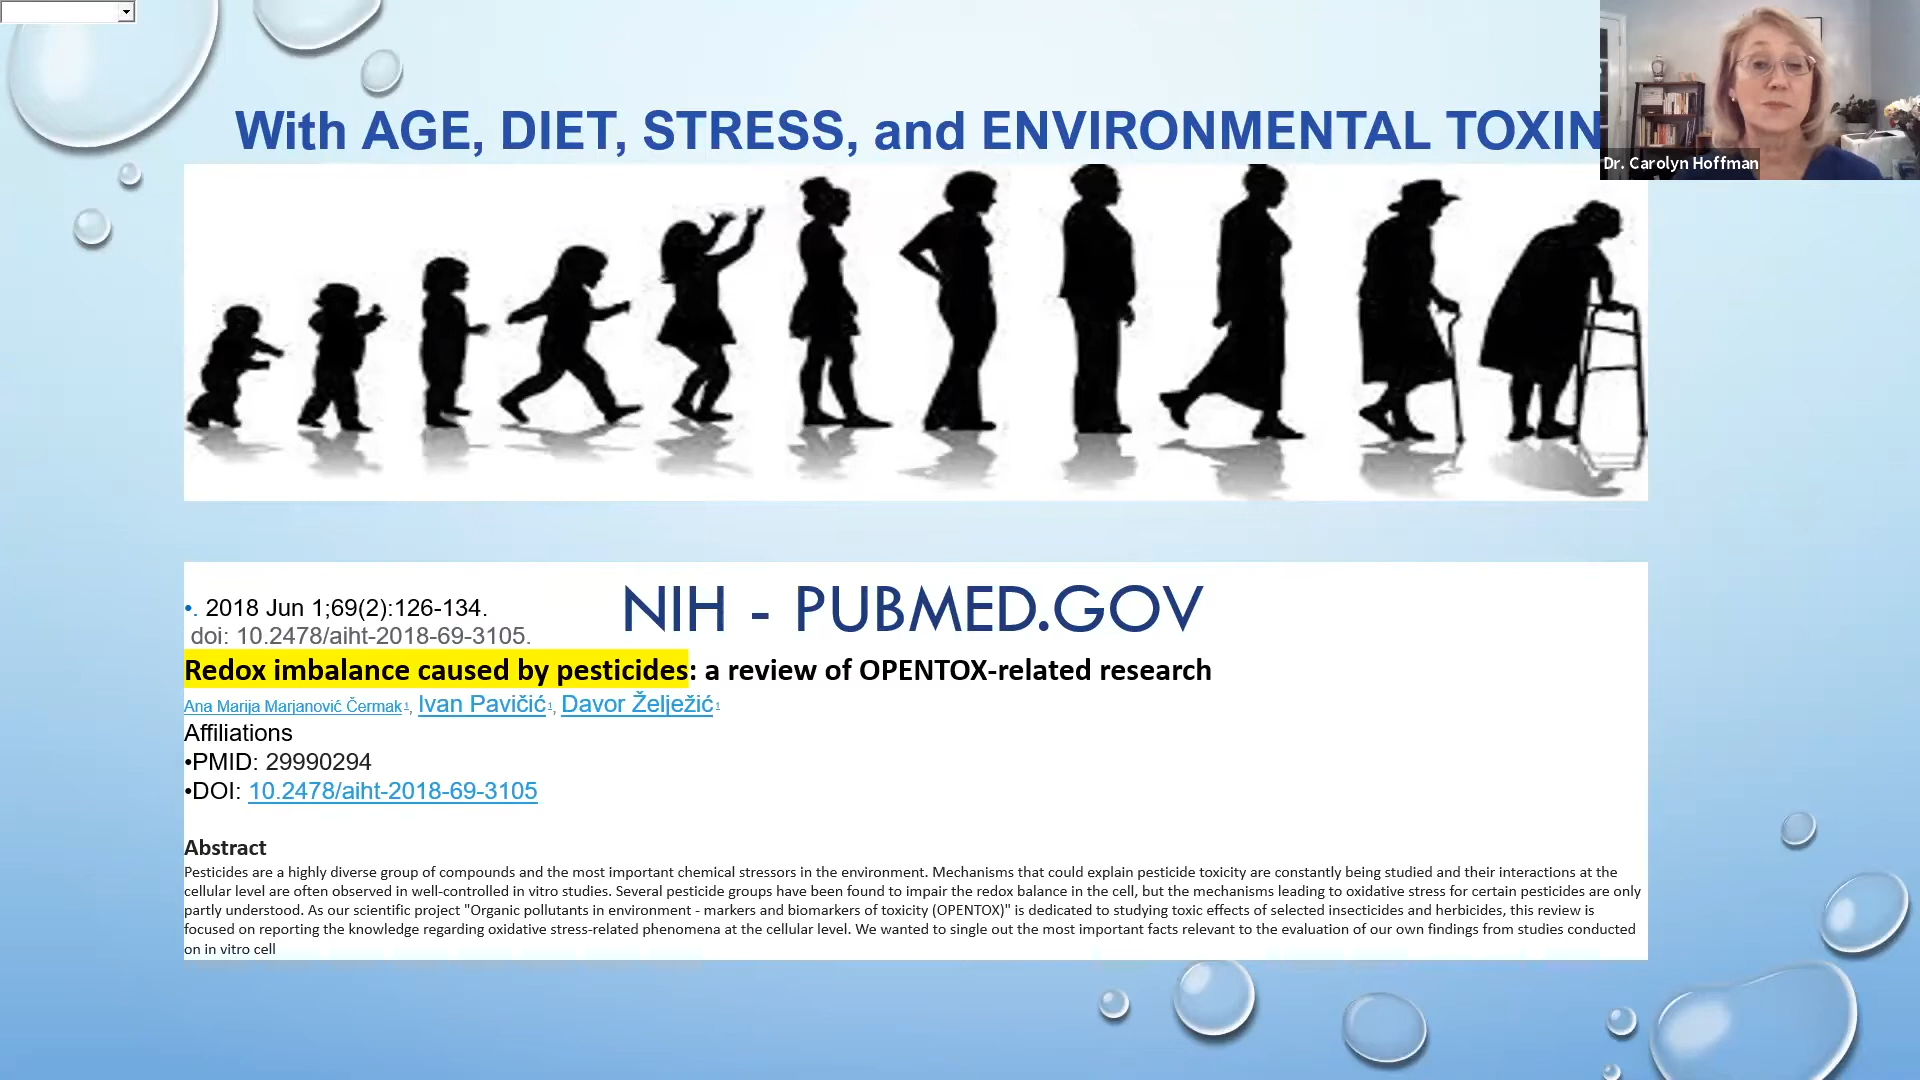 With AGE, DIET, STRESS, and ENVIRONMENTAL TOXIN
Dr. Carolyn Hoffman
NIH - PUBMED.GOV
•. 2018 Jun 1;69(2):126-134.
doi: 10.2478/aiht-2018-69-3105.
Redox imbalance caused by pesticides: a review of OPENTOX-related research
Ana Marija Marjanović Čermak 1, Ivan Pavičić 1, Davor Želježić 1
Affiliations
•PMID: 29990294
•DOI: 10.2478/aiht-2018-69-3105
Abstract
Pesticides are a highly diverse group of compounds and the most important chemical stressors in the environment. Mechanisms that could explain pesticide toxicity are constantly being studied and their interactions at the
cellular level are often observed in well-controlled in vitro studies. Several pesticide groups have been found to impair the redox balance in the cell, but the mechanisms leading to oxidative stress for certain pesticides are only
partly understood. As our scientific project "Organic pollutants in environment - markers and biomarkers of toxicity (OPENTOX)" is dedicated to studying toxic effects of selected insecticides and herbicides, this review is
focused on reporting the knowledge regarding oxidative stress-related phenomena at the cellular level. We wanted to single out the most important facts relevant to the evaluation of our own findings from studies conducted
on in vitro cell